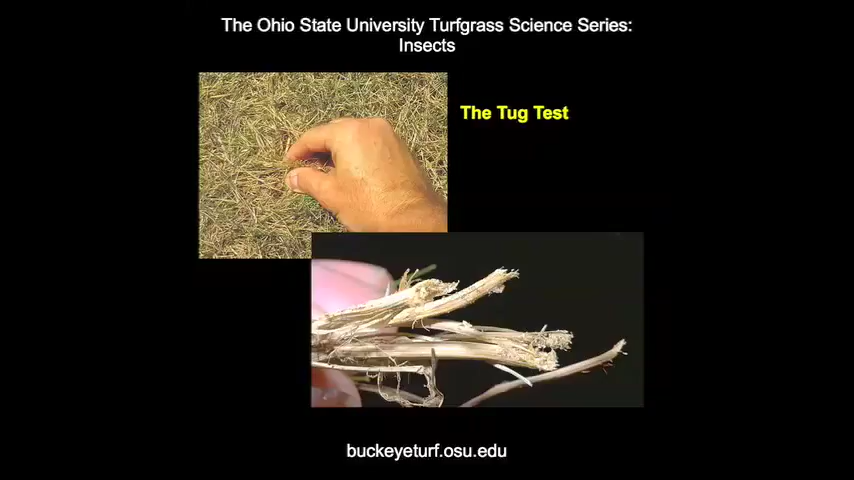 The Ohio State University Turfgrass Science Series:
Insects
The Tug Test
buckeyeturf.osu.edu